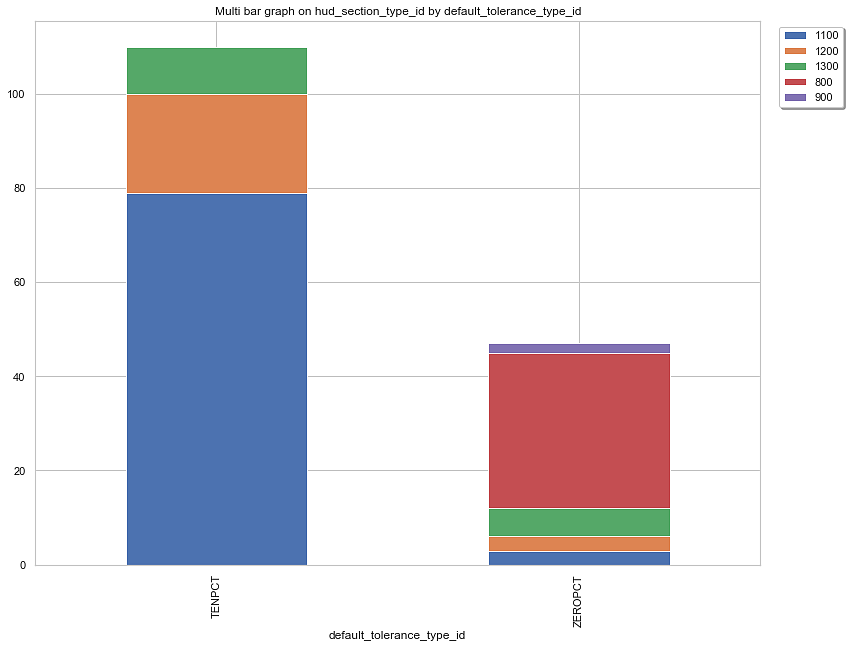 Multi bar graph on hud_section_type_id by default_tolerance_type_id
1100
1200
1300
800
900
100
80
60
40
20
0
TENPCT
ZEROPCT
default_tolerance_type_id